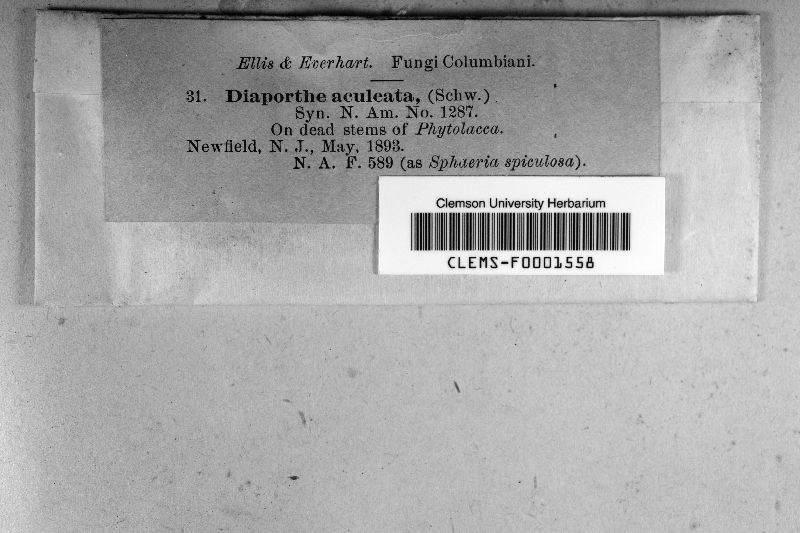 Ellis & Everhart. Fungi Columbiani.
31. Diaporthe aculeata, (Schw.)
Syn. N. Am. No. 1287.
On dead stems of Phytolacca.
Newfield, N. J., May, 1893.
N. A. F. 589 (as Sphaeria spiculosa).
Clemson University Herbarium
CLEMS-F0001558